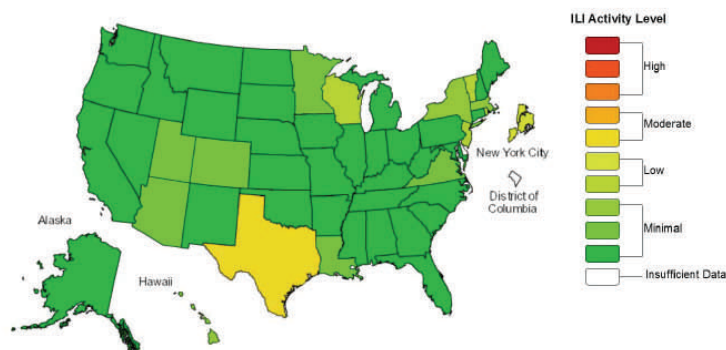 ILI Activity Level
High
Moderate
Low
Minimal
Insufficient Data
New York City
District of
Columbia
Alaska
Hawaii